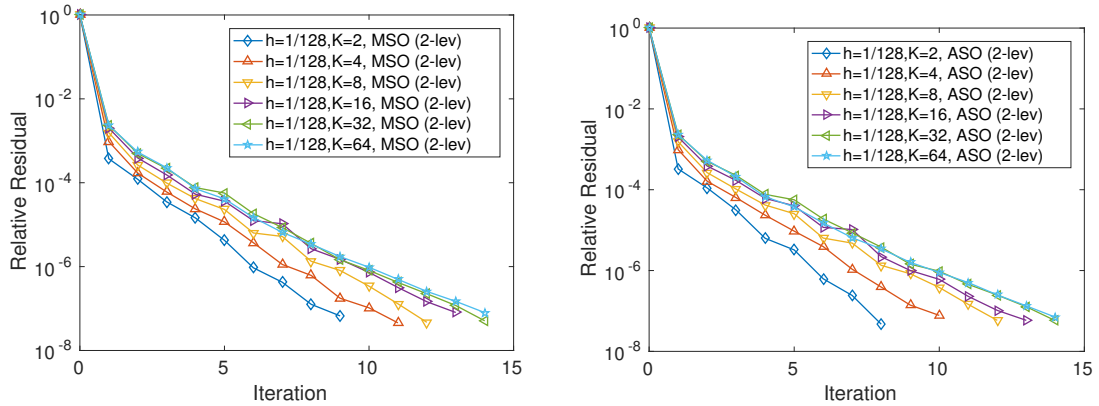 10^0
10^-2
10^-4
10^-6
10^-8
Relative Residual
0 5 10 15
Iteration
h=1/128,K=2, MSO (2-lev)
h=1/128,K=4, MSO (2-lev)
h=1/128,K=8, MSO (2-lev)
h=1/128,K=16, MSO (2-lev)
h=1/128,K=32, MSO (2-lev)
h=1/128,K=64, MSO (2-lev)
10^0
10^-2
10^-4
10^-6
10^-8
Relative Residual
0 5 10 15
Iteration
h=1/128,K=2, ASO (2-lev)
h=1/128,K=4, ASO (2-lev)
h=1/128,K=8, ASO (2-lev)
h=1/128,K=16, ASO (2-lev)
h=1/128,K=32, ASO (2-lev)
h=1/128,K=64, ASO (2-lev)